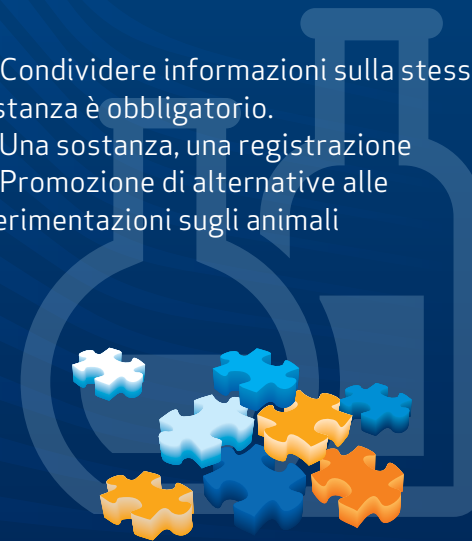 Condividere informazioni sulla stess
stanza è obbligatorio.
Una sostanza, una registrazione
Promozione di alternative alle
erimentazioni sugli animali